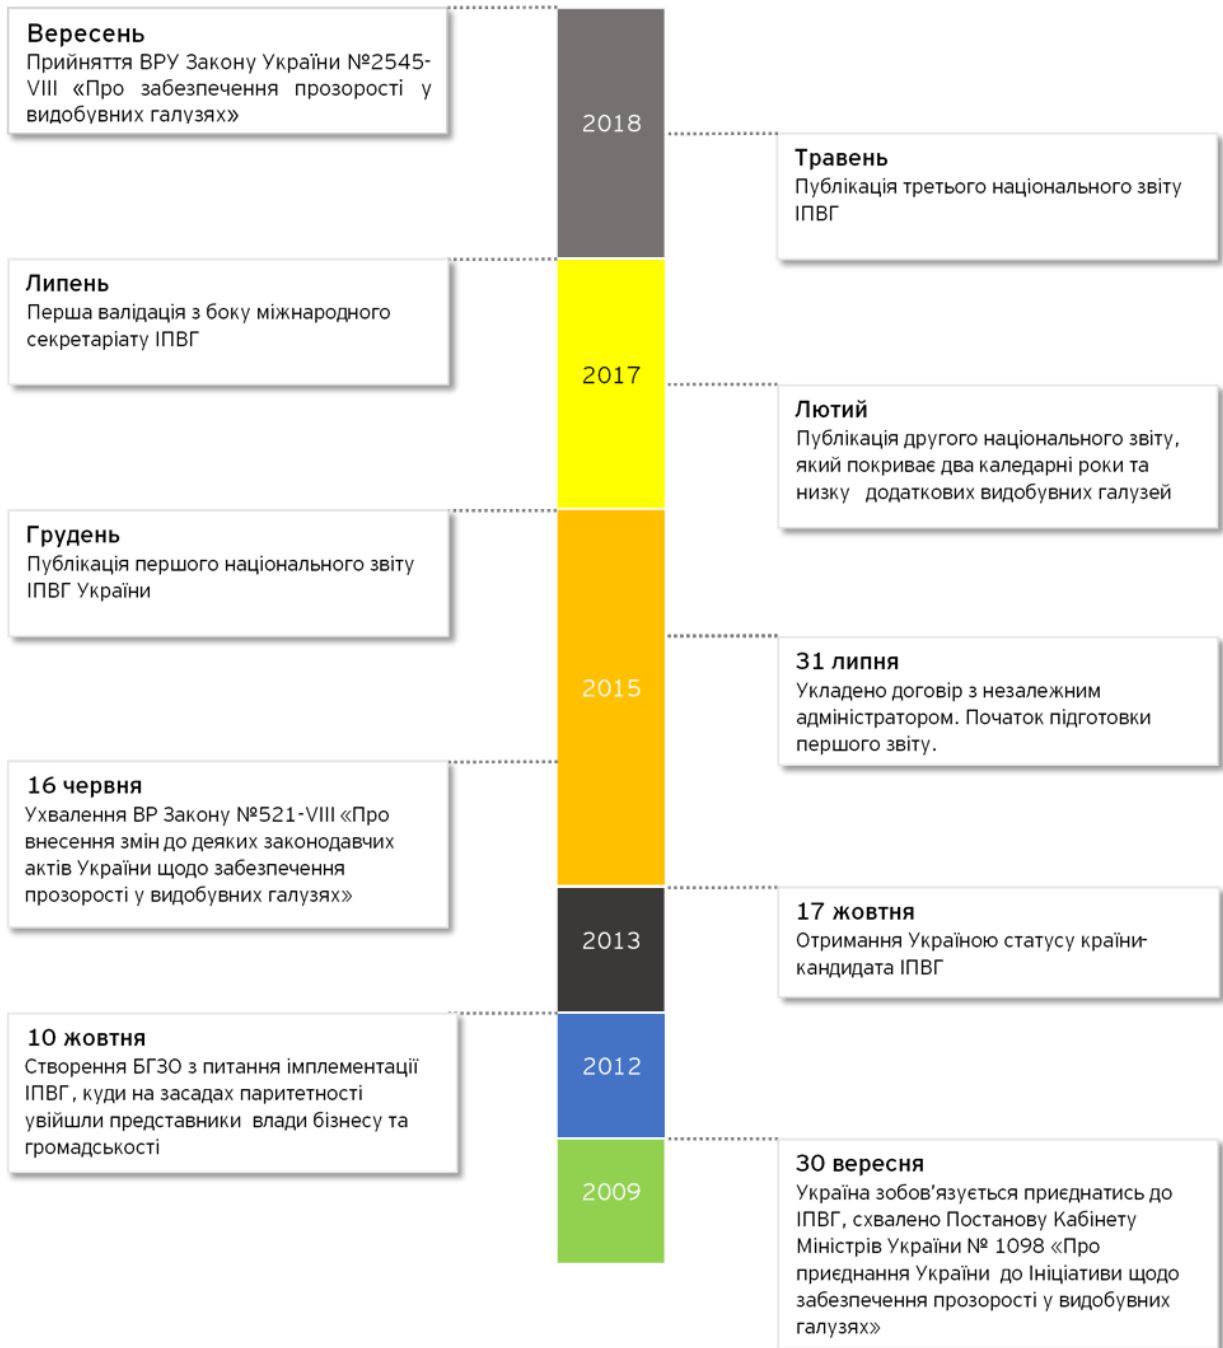 Вересень
Прийняття ВРУ Закону України №2545-
VIII «Про забезпечення прозорості у
видобувних галузях»
2018
Травень
Публікація третього національного звіту
ІПВГ
Липень
Перша валідація з боку міжнародного
секретаріату ІПВГ
2017
Лютий
Публікація другого національного звіту,
який покриває два каледарні роки та
низку додаткових видобувних галузей
Грудень
Публікація першого національного звіту
ІПВГ України
2015
31 липня
Укладено договір з незалежним
адміністратором. Початок підготовки
першого звіту.
16 червня
Ухвалення ВР Закону №521-VIII «Про
внесення змін до деяких законодавчих
актів України щодо забезпечення
прозорості у видобувних галузях»
2013
17 жовтня
Отримання Україною статусу країни-
кандидата ІПВГ
10 жовтня
Створення БГЗО з питання імплементації
ІПВГ, куди на засадах паритетності
увійшли представники влади бізнесу та
громадськості
2012
2009
30 вересня
Україна зобов'язується приєднатись до
ІПВГ, схвалено Постанову Кабінету
Міністрів України № 1098 «Про
приєднання України до Ініціативи щодо
забезпечення прозорості у видобувних
галузях»